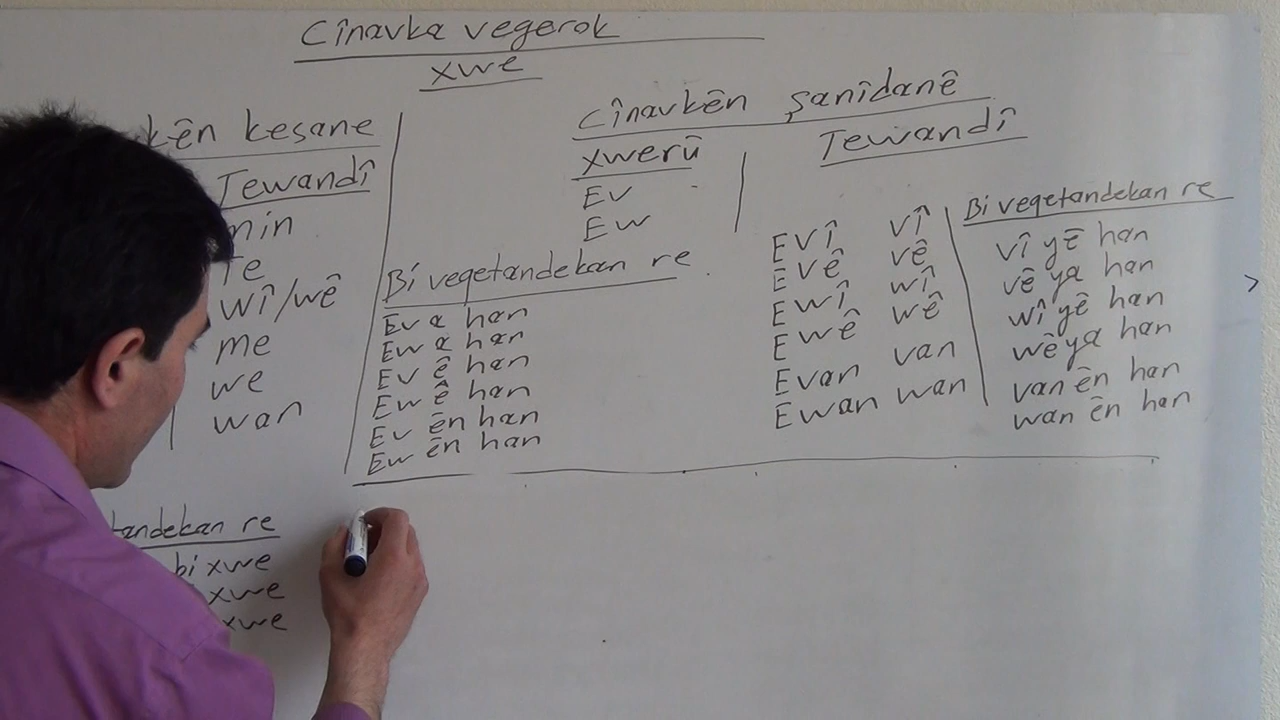 Cînavka vegerok
xwe
kên kesane
Tewandî
min
Te
wî/wê
me
we
wan
tandekan re
bi xwe
xwe
xwe
Cînavkên şanîdanê
xwerû
Ev
Ew
Bi vegetandekan re
Ev a han
Ew a han
Ev ê han
Ew ê han
Ev ên han
Ew ên han
Tewandî
Evî vî
Evê vê
Ewî wî
Ewê wê
Evan van
Ewan wan
Bi vegetandekan re
vî yê han
vê ya han
wî yê han
wê ya han
van ên han
wan ên han